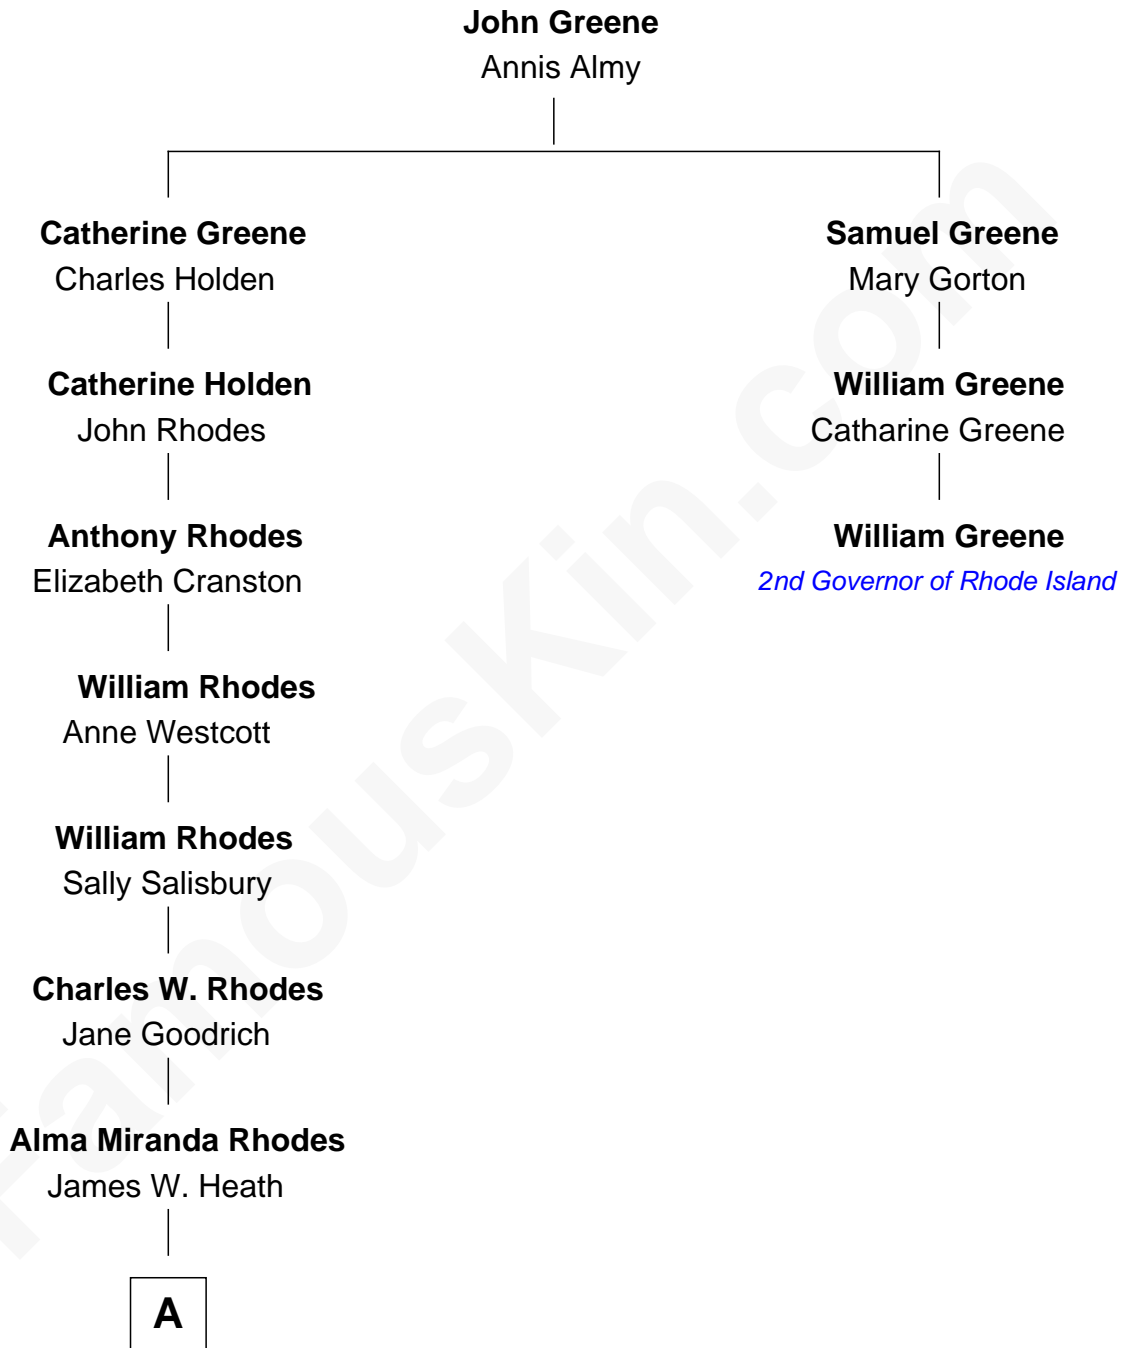 John Greene
Annis Almy
Catherine Greene
Charles Holden
Samuel Greene
Mary Gorton
Catherine Holden
John Rhodes
William Greene
Catharine Greene
Anthony Rhodes
Elizabeth Cranston
William Greene
2nd Governor of Rhode Island
William Rhodes
Anne Westcott
William Rhodes
Sally Salisbury
Charles W. Rhodes
Jane Goodrich
Alma Miranda Rhodes
James W. Heath
A
FamousKin.com